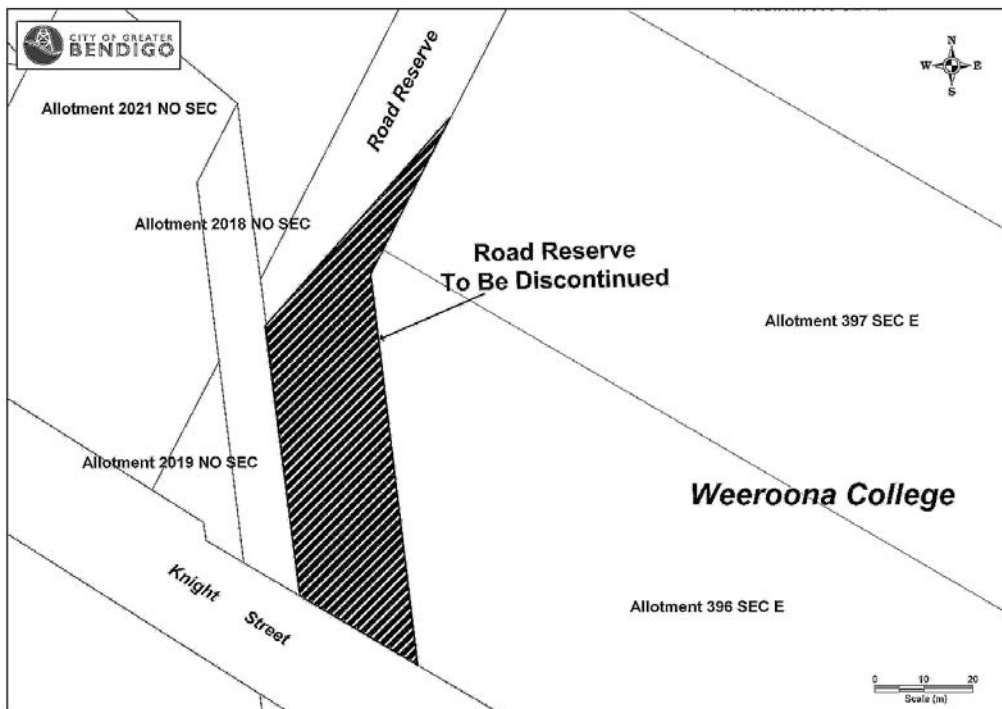 CITY OF GREATER
BENDIGO
N
W E
S
Road Reserve
Allotment 2021 NO SEC
Allotment 2018 NO SEC
Road Reserve
To Be Discontinued
Allotment 397 SEC E
Allotment 2019 NO SEC
Weeroona College
Knight Street
Allotment 396 SEC E
0 10 20
Scale (m)